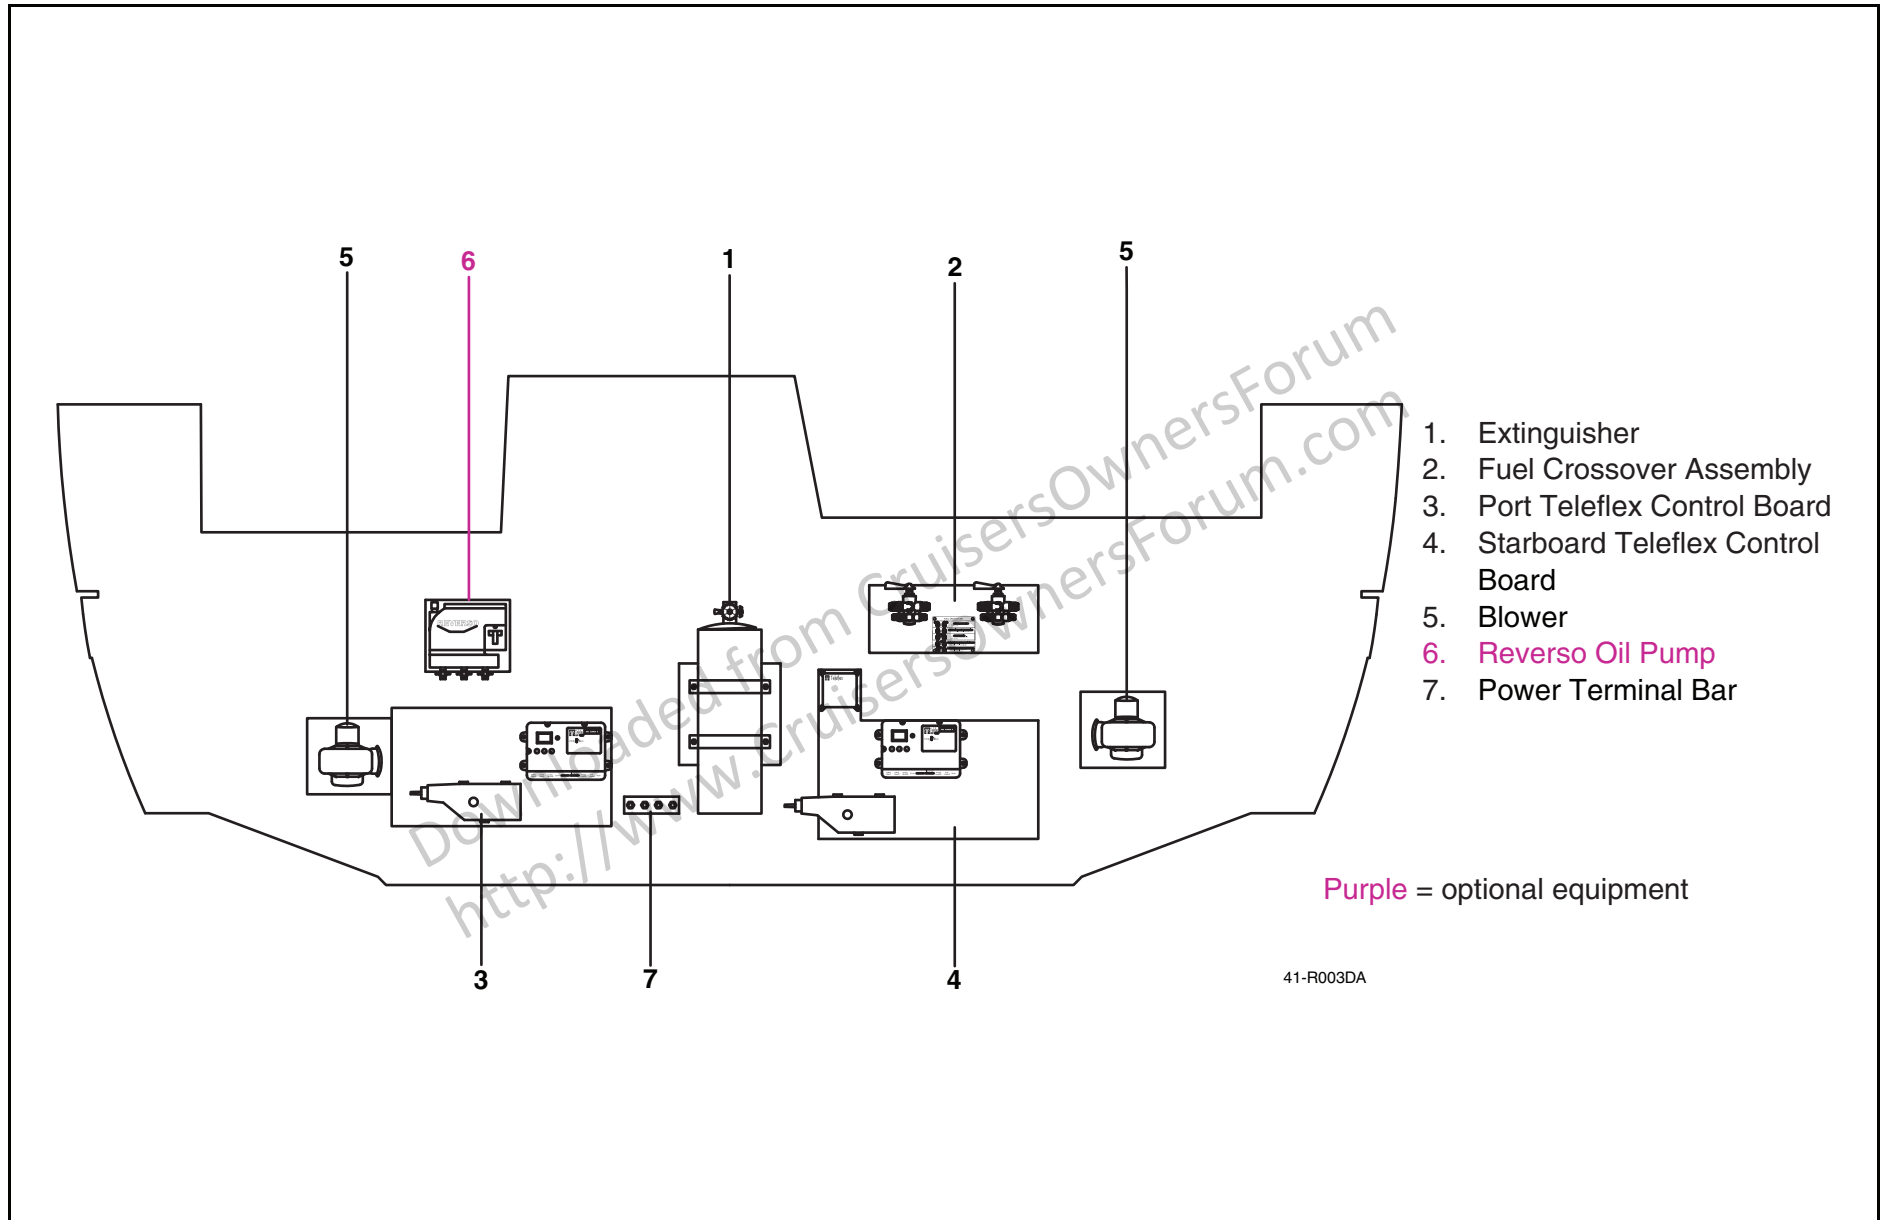 5
6
1
2
5
1. Extinguisher
2. Fuel Crossover Assembly
3. Port Teleflex Control Board
4. Starboard Teleflex Control
Board
5. Blower
6. Reverso Oil Pump
7. Power Terminal Bar
REVERSO
Teleflex
Purple = optional equipment
3
7
4
41-R003DA
Downloaded from CruisersOwnersForum
http://www.CruisersOwnersForum.com